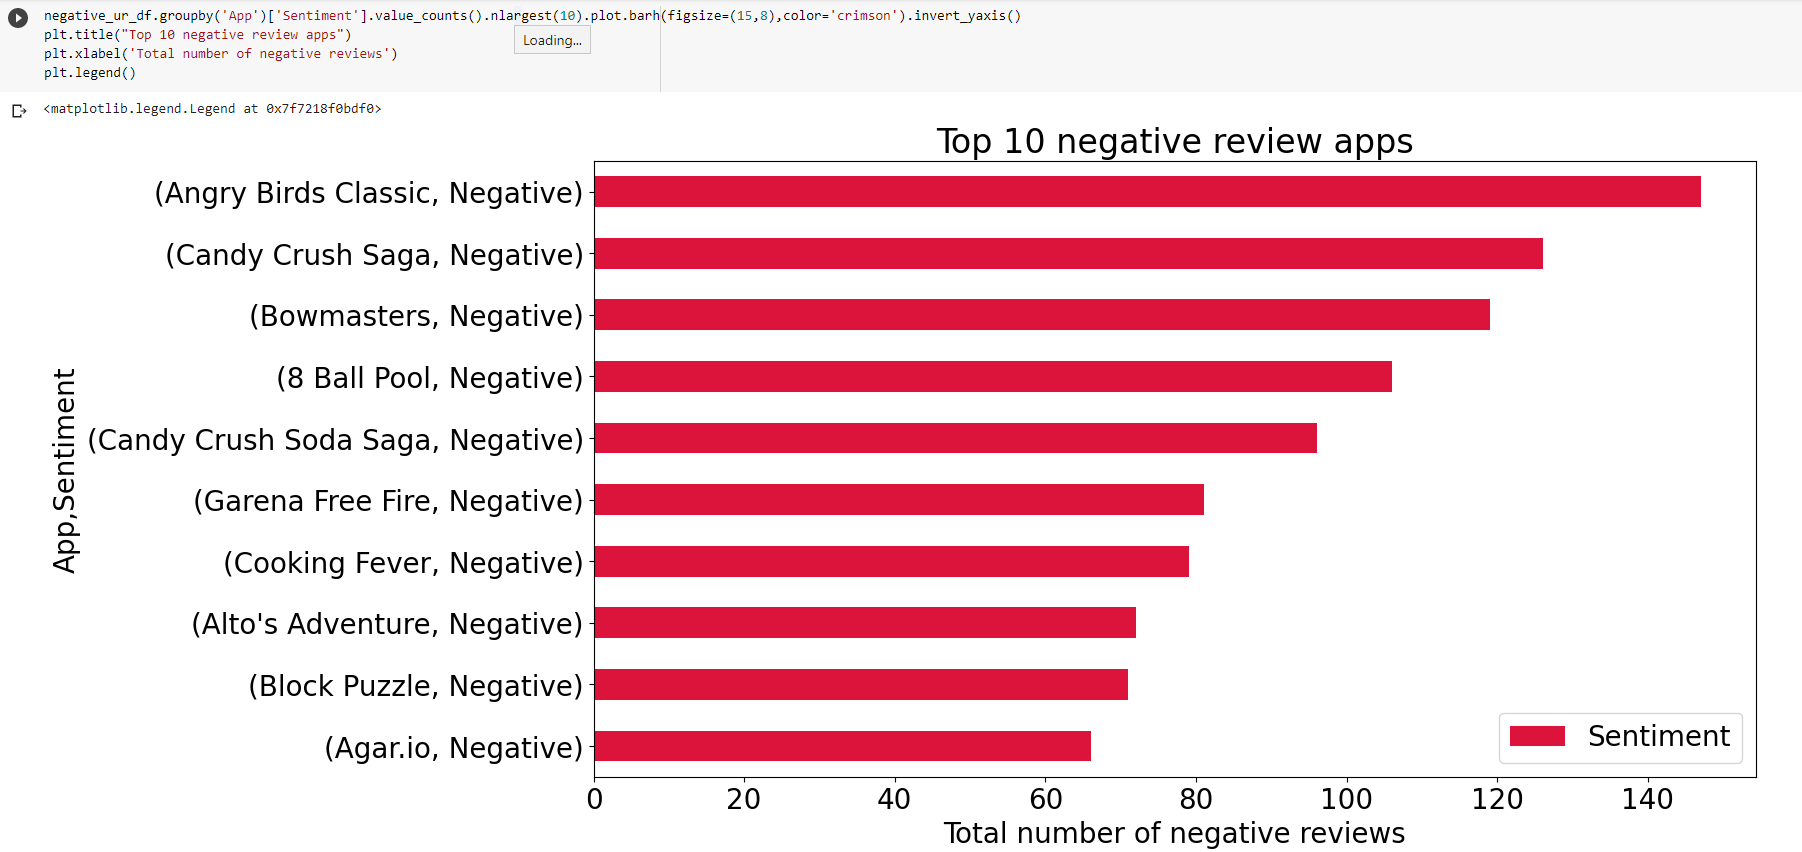 negative_ur_df.groupby('App')['Sentiment'].value_counts().nlargest(10).plot.barh(figsize=(15,8),color='crimson').invert_yaxis()
plt.title("Top 10 negative review apps")
Loading...
plt.xlabel('Total number of negative reviews')
plt.legend()
<matplotlib.legend.Legend at 0x7f7218f0bdf0>
Top 10 negative review apps
App,Sentiment
(Angry Birds Classic, Negative)
(Candy Crush Saga, Negative)
(Bowmasters, Negative)
(8 Ball Pool, Negative)
(Candy Crush Soda Saga, Negative)
(Garena Free Fire, Negative)
(Cooking Fever, Negative)
(Alto's Adventure, Negative)
(Block Puzzle, Negative)
(Agar.io, Negative)
Sentiment
0 20 40 60 80 100 120 140
Total number of negative reviews